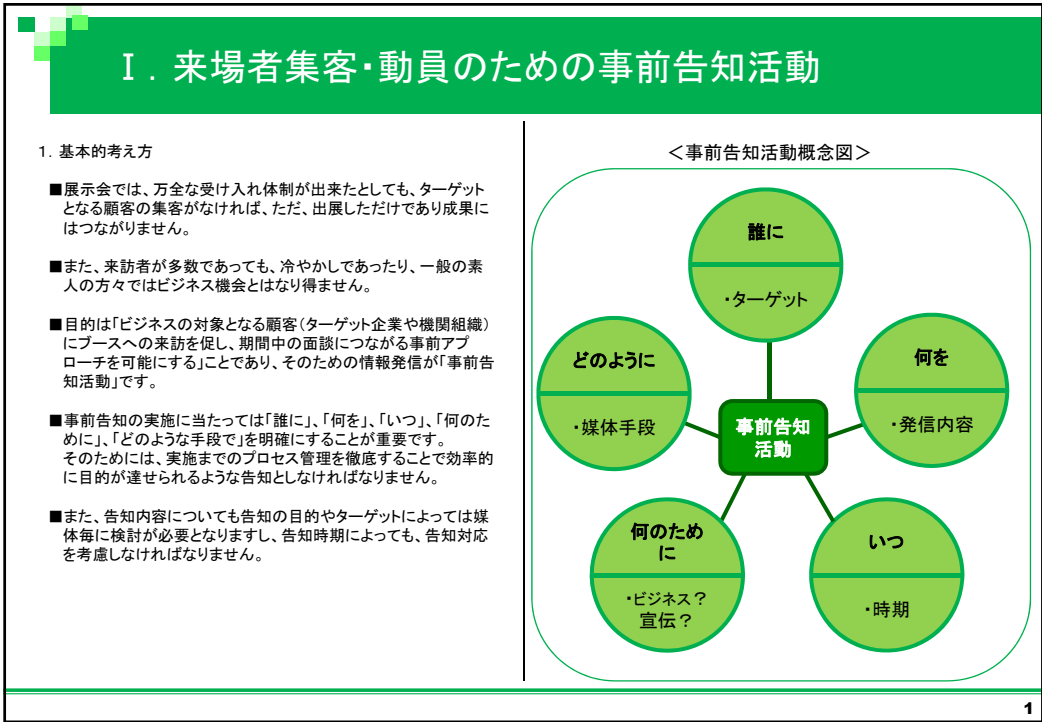 Ⅰ．来場者集客・動員のための事前告知活動
1．基本的考え方
■展示会では、万全な受け入れ体制が出来たとしても、ターゲット
となる顧客の集客がなければ、ただ、出展しただけであり成果に
はつながりません。
■また、来訪者が多数であっても、冷やかしであったり、一般の素
人の方々ではビジネス機会とはなり得ません。
■目的は「ビジネスの対象となる顧客（ターゲット企業や機関組織）
にブースへの来訪を促し、期間中の面談につながる事前アプ
ローチを可能にする」ことであり、そのための情報発信が「事前告
知活動」です。
■事前告知の実施に当たっては「誰に」、「何を」、「いつ」、「何のた
めに」、「どのような手段で」を明確にすることが重要です。
そのためには、実施までのプロセス管理を徹底することで効率的
に目的が達せられるような告知としなければなりません。
■また、告知内容についても告知の目的やターゲットによっては媒
体毎に検討が必要となりますし、告知時期によっても、告知対応
を考慮しなければなりません。
＜事前告知活動概念図＞
誰に
・ターゲット
どのように
・媒体手段
何を
・発信内容
事前告知
活動
何のため
に
・ビジネス？
宣伝？
いつ
・時期
1